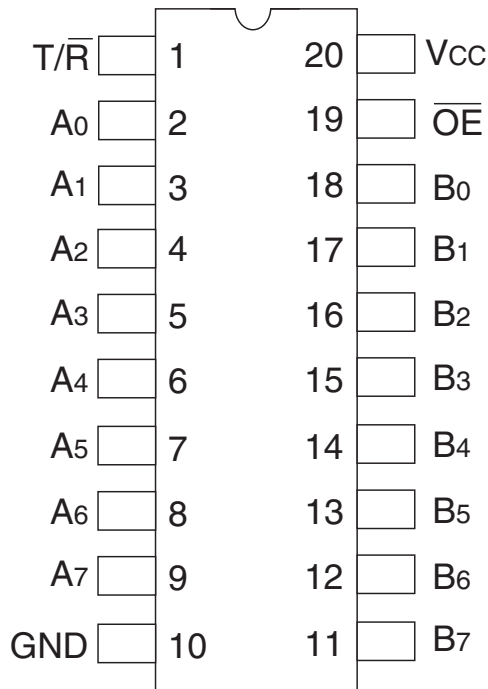 T/R̅ 1 20 Vcc
A0 2 19 O̅E̅
A1 3 18 B0
A2 4 17 B1
A3 5 16 B2
A4 6 15 B3
A5 7 14 B4
A6 8 13 B5
A7 9 12 B6
GND 10 11 B7